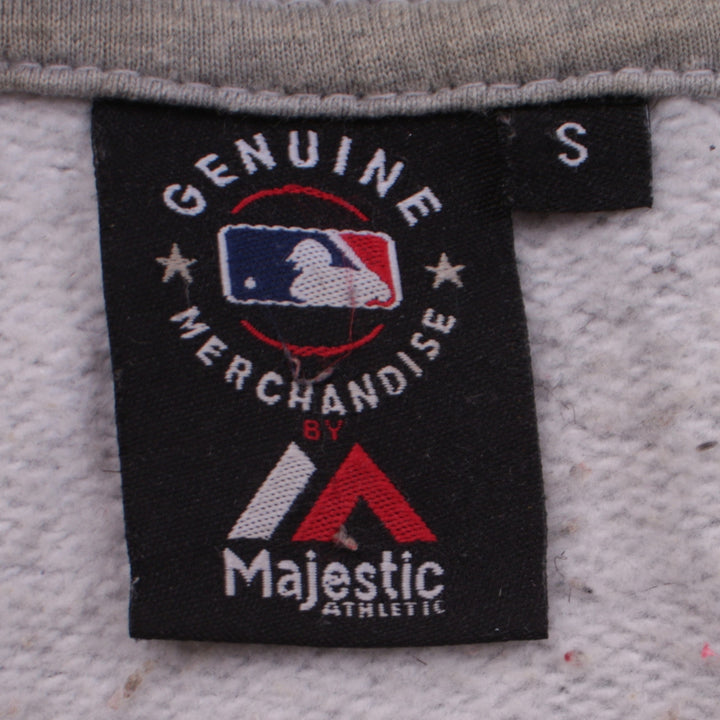 GENUINE
MERCHANDISE
BY
Majestic
ATHLETIC
S